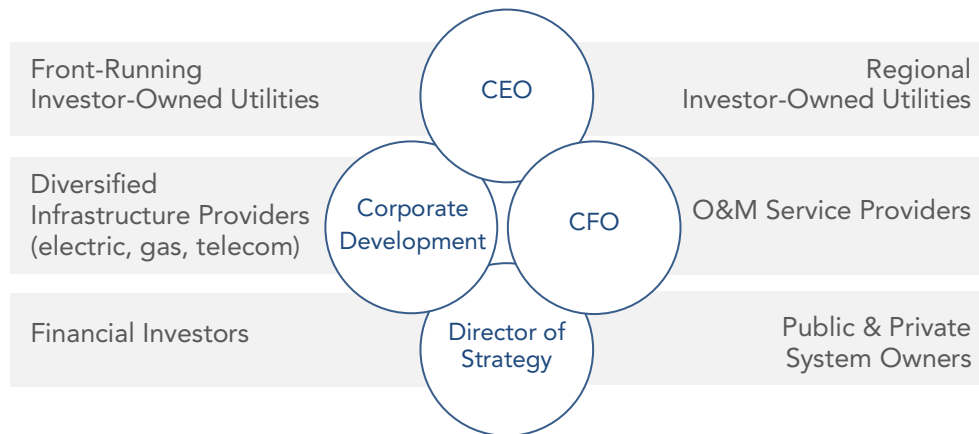 Front-Running
Investor-Owned Utilities
CEO
Regional
Investor-Owned Utilities
Diversified
Infrastructure Providers
(electric, gas, telecom)
Corporate
Development
CFO
O&M Service Providers
Financial Investors
Director of
Strategy
Public & Private
System Owners